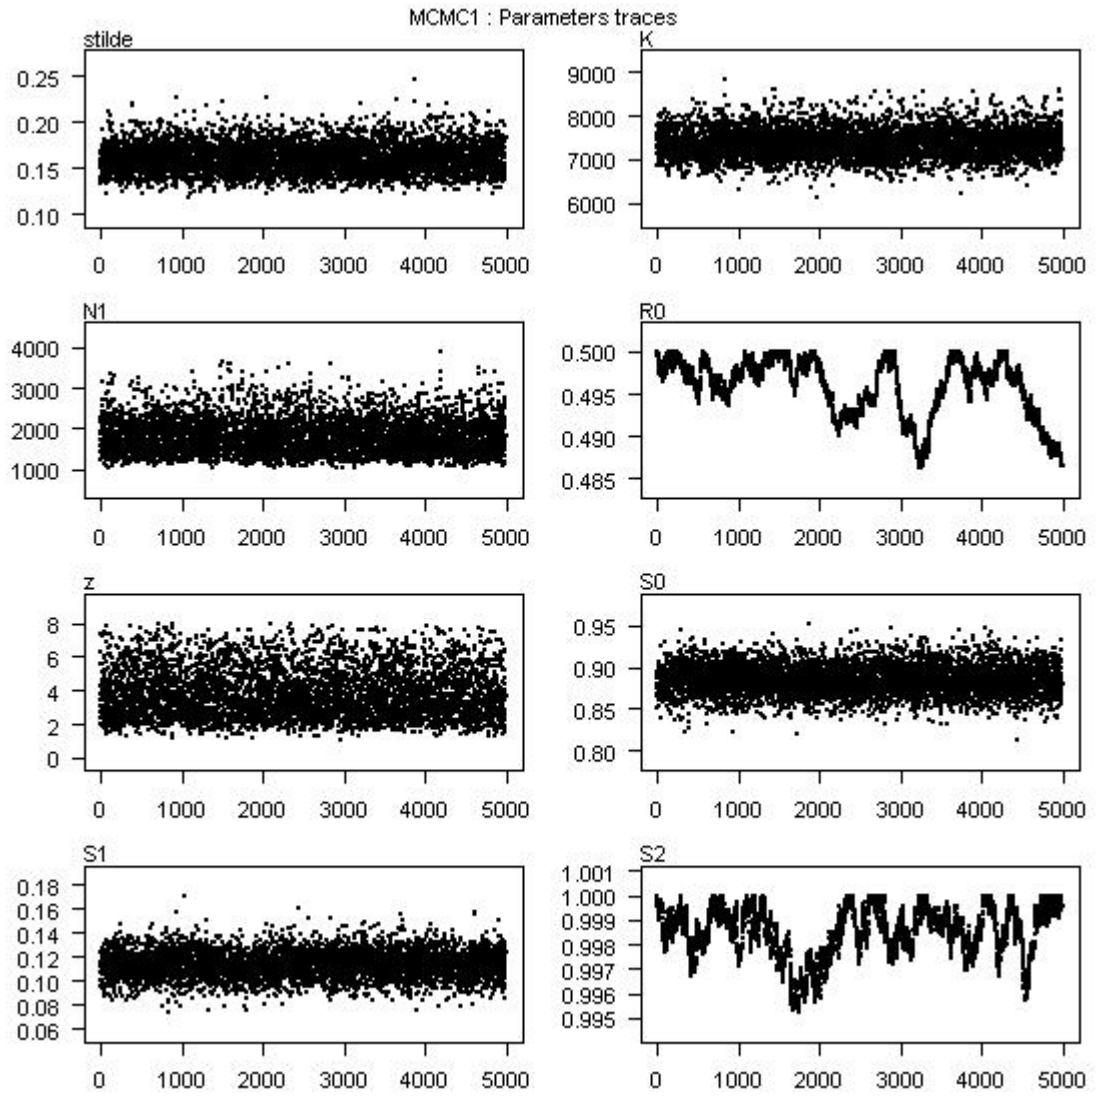 MCMC1 : Parameters traces
stilde
0.25
0.20
0.15
0.10
0 1000 2000 3000 4000 5000
K
9000
8000
7000
6000
0 1000 2000 3000 4000 5000
N1
4000
3000
2000
1000
0 1000 2000 3000 4000 5000
R0
0.500
0.495
0.490
0.485
0 1000 2000 3000 4000 5000
z
8
6
4
2
0
0 1000 2000 3000 4000 5000
S0
0.95
0.90
0.85
0.80
0 1000 2000 3000 4000 5000
S1
0.18
0.16
0.14
0.12
0.10
0.08
0.06
0 1000 2000 3000 4000 5000
S2
1.001
1.000
0.999
0.998
0.997
0.996
0.995
0 1000 2000 3000 4000 5000